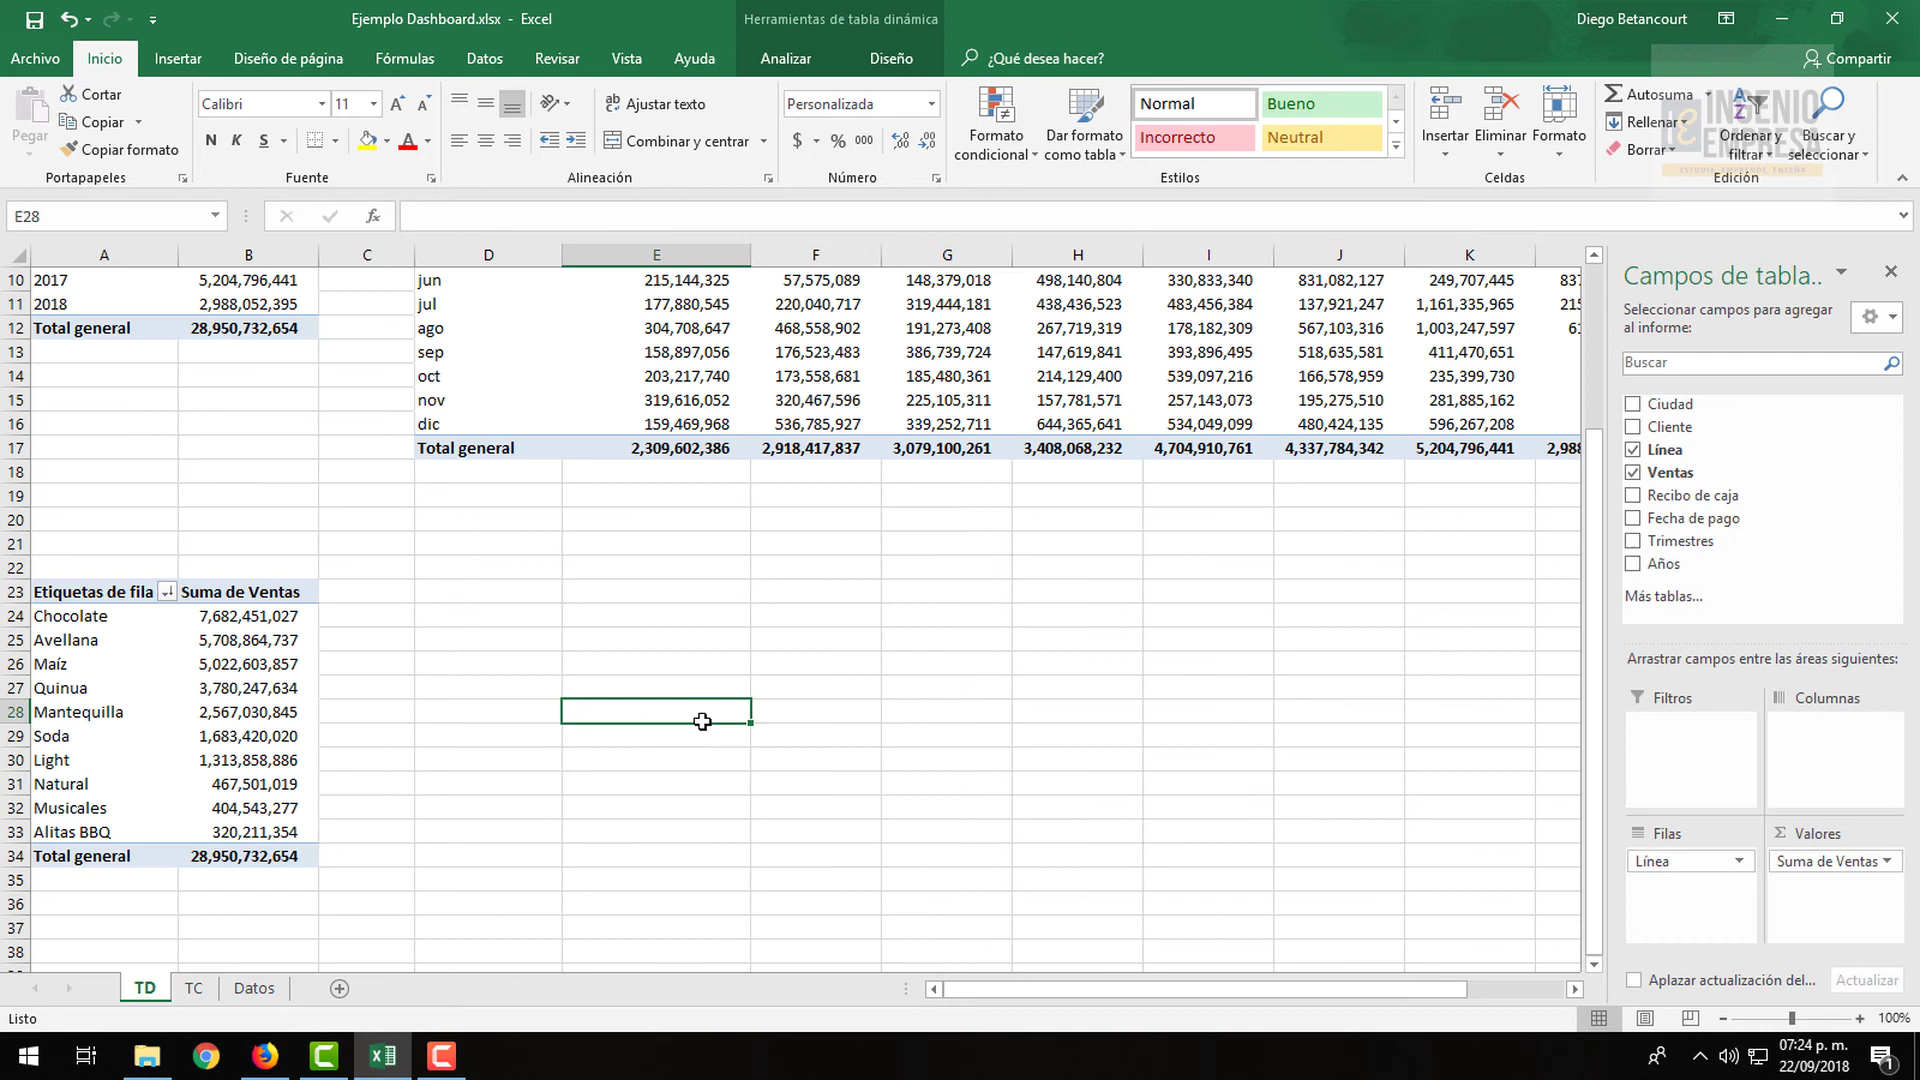 Ejemplo Dashboard.xlsx - Excel
Herramientas de tabla dinámica
Diego Betancourt
Archivo Inicio Insertar Diseño de página Fórmulas Datos Revisar Vista Ayuda Analizar Diseño ¿Qué desea hacer? Compartir
Pegar
Cortar
Copiar
Copiar formato
Portapapeles
Calibri 11
N K S
Fuente
Ajustar texto
Combinar y centrar
Alineación
Personalizada
$ % 000
Número
Formato condicional
Dar formato como tabla
Normal Bueno
Incorrecto Neutral
Estilos
Insertar Eliminar Formato
Celdas
Autosuma
Rellenar
Borrar
Ordenar y filtrar
Buscar y seleccionar
Edición
INGENIO
EMPRESA
ESTUDIA, EMPRENDE, ENSEÑA
E28
fx
A B C D E F G H I J K
10 2017 5,204,796,441 jun 215,144,325 57,575,089 148,379,018 498,140,804 330,833,340 831,082,127 249,707,445 837
11 2018 2,988,052,395 jul 177,880,545 220,040,717 319,444,181 438,436,523 483,456,384 137,921,247 1,161,335,965 215
12 Total general 28,950,732,654 ago 304,708,647 468,558,902 191,273,408 267,719,319 178,182,309 567,103,316 1,003,247,597 61
13 sep 158,897,056 176,523,483 386,739,724 147,619,841 393,896,495 518,635,581 411,470,651
14 oct 203,217,740 173,558,681 185,480,361 214,129,400 539,097,216 166,578,959 235,399,730
15 nov 319,616,052 320,467,596 225,105,311 157,781,571 257,143,073 195,275,510 281,885,162
16 dic 159,469,968 536,785,927 339,252,711 644,365,641 534,049,099 480,424,135 596,267,208
17 Total general 2,309,602,386 2,918,417,837 3,079,100,261 3,408,068,232 4,704,910,761 4,337,784,342 5,204,796,441 2,988
18
19
20
21
22
23 Etiquetas de fila Suma de Ventas
24 Chocolate 7,682,451,027
25 Avellana 5,708,864,737
26 Maíz 5,022,603,857
27 Quinua 3,780,247,634
28 Mantequilla 2,567,030,845
29 Soda 1,683,420,020
30 Light 1,313,858,886
31 Natural 467,501,019
32 Musicales 404,543,277
33 Alitas BBQ 320,211,354
34 Total general 28,950,732,654
35
36
37
38
Campos de tabla..
Seleccionar campos para agregar
al informe:
Buscar
Ciudad
Cliente
Línea
Ventas
Recibo de caja
Fecha de pago
Trimestres
Años
Más tablas...
Arrastrar campos entre las áreas siguientes:
Filtros Columnas
Filas Valores
Línea Suma de Ventas
Aplazar actualización del... Actualizar
TD TC Datos
Listo
100%
07:24 p. m.
22/09/2018
1